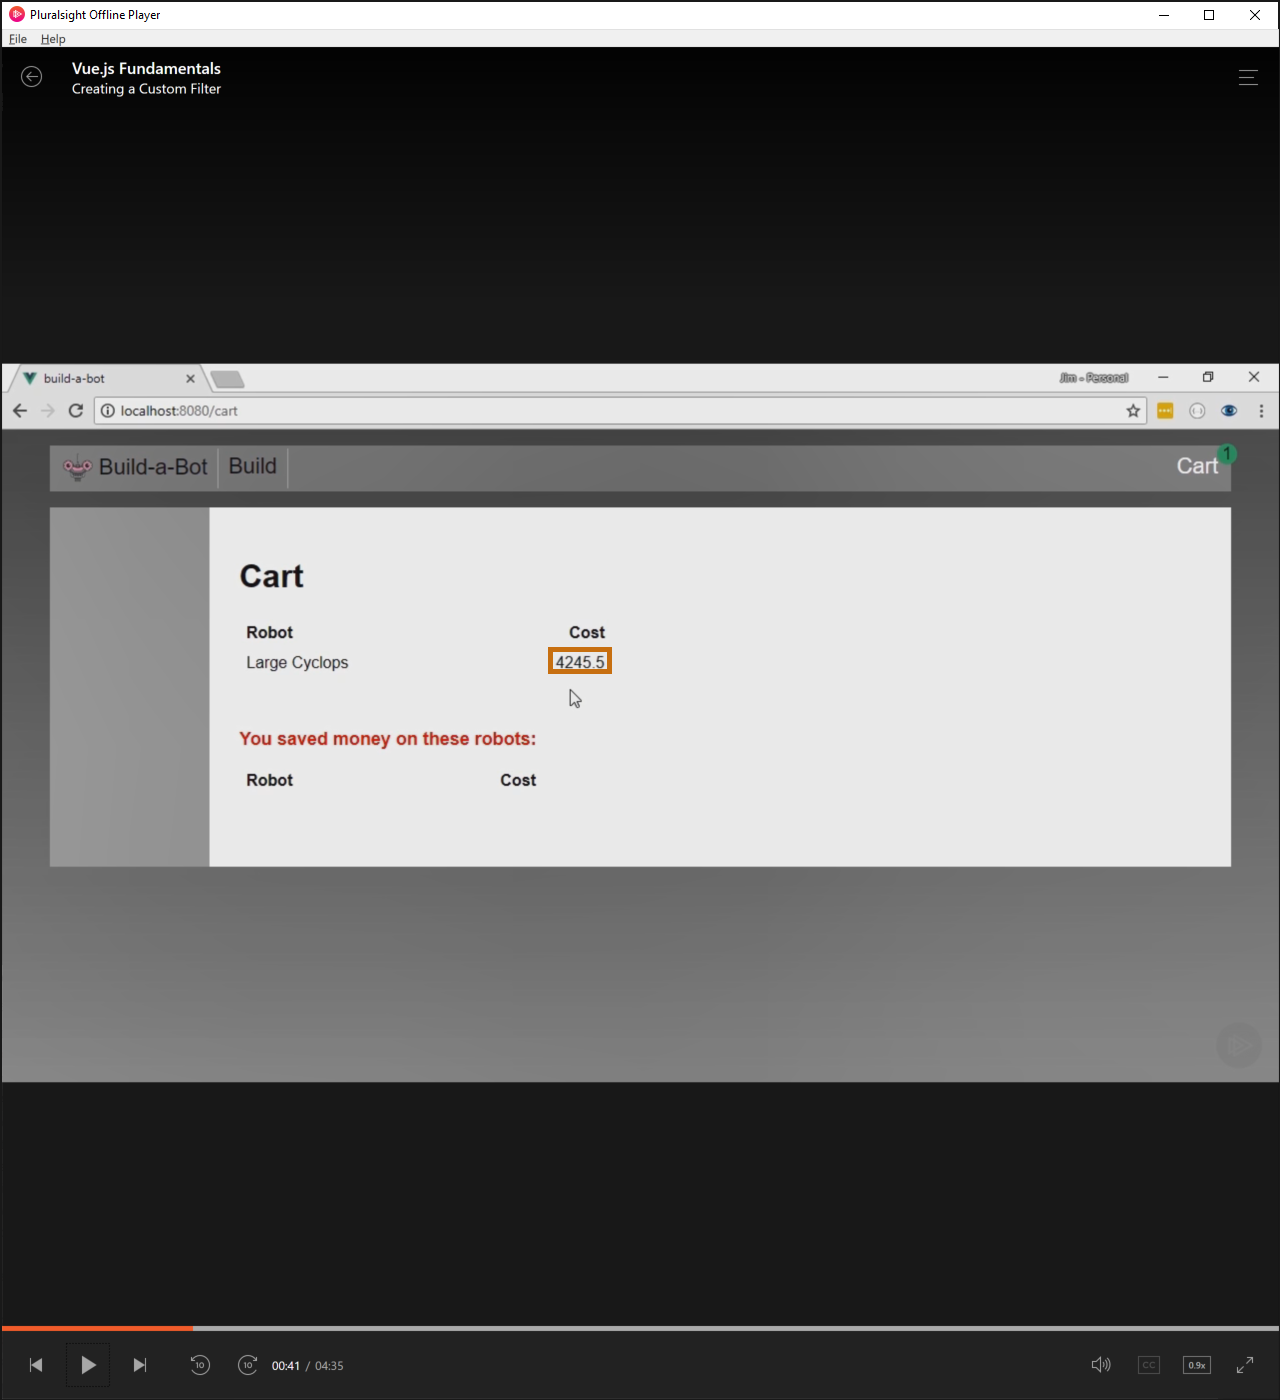 Pluralsight Offline Player
File Help
Vue.js Fundamentals
Creating a Custom Filter
build-a-bot
Jim - Personal
localhost:8080/cart
Build-a-Bot Build Cart 1
Cart
Robot Cost
Large Cyclops 4245.5
You saved money on these robots:
Robot Cost
10 10 00:41 / 04:35 CC 0.9x